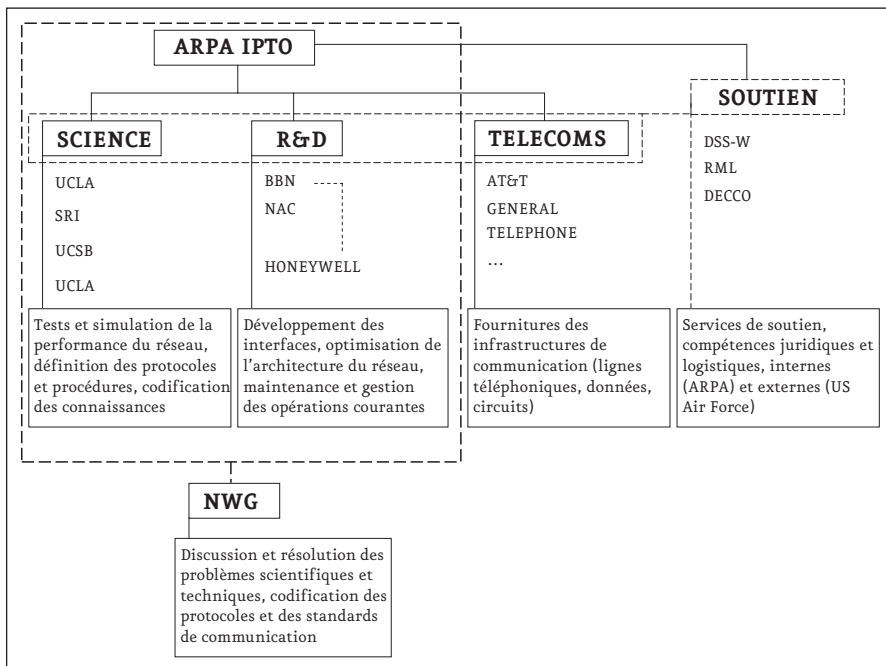 ARPA IPTO
SOUTIEN
SCIENCE
R&D
TELECOMS
UCLA
SRI
UCSB
UCLA
BBN
NAC
HONEYWELL
AT&T
GENERAL
TELEPHONE
...
DSS-W
RML
DECCO
Tests et simulation de la
performance du réseau,
définition des protocoles
et procédures, codification
des connaissances
Développement des
interfaces, optimisation de
l'architecture du réseau,
maintenance et gestion
des opérations courantes
Fournitures des
infrastructures de
communication (lignes
téléphoniques, données,
circuits)
Services de soutien,
compétences juridiques et
logistiques, internes
(ARPA) et externes (US
Air Force)
NWG
Discussion et résolution des
problèmes scientifiques et
techniques, codification des
protocoles et des standards
de communication